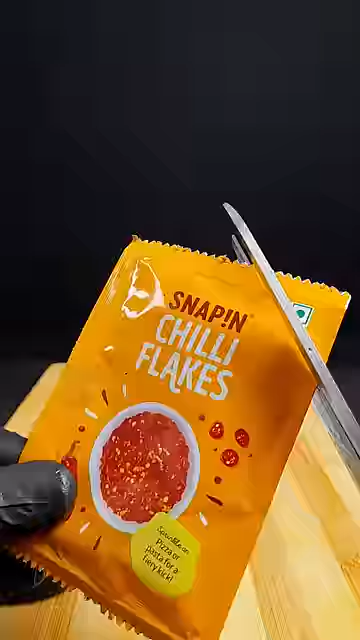 SNAP!N
CHILLI
FLAKES
Sprinkle on
Pizza or
Pasta for a
fiery kick!